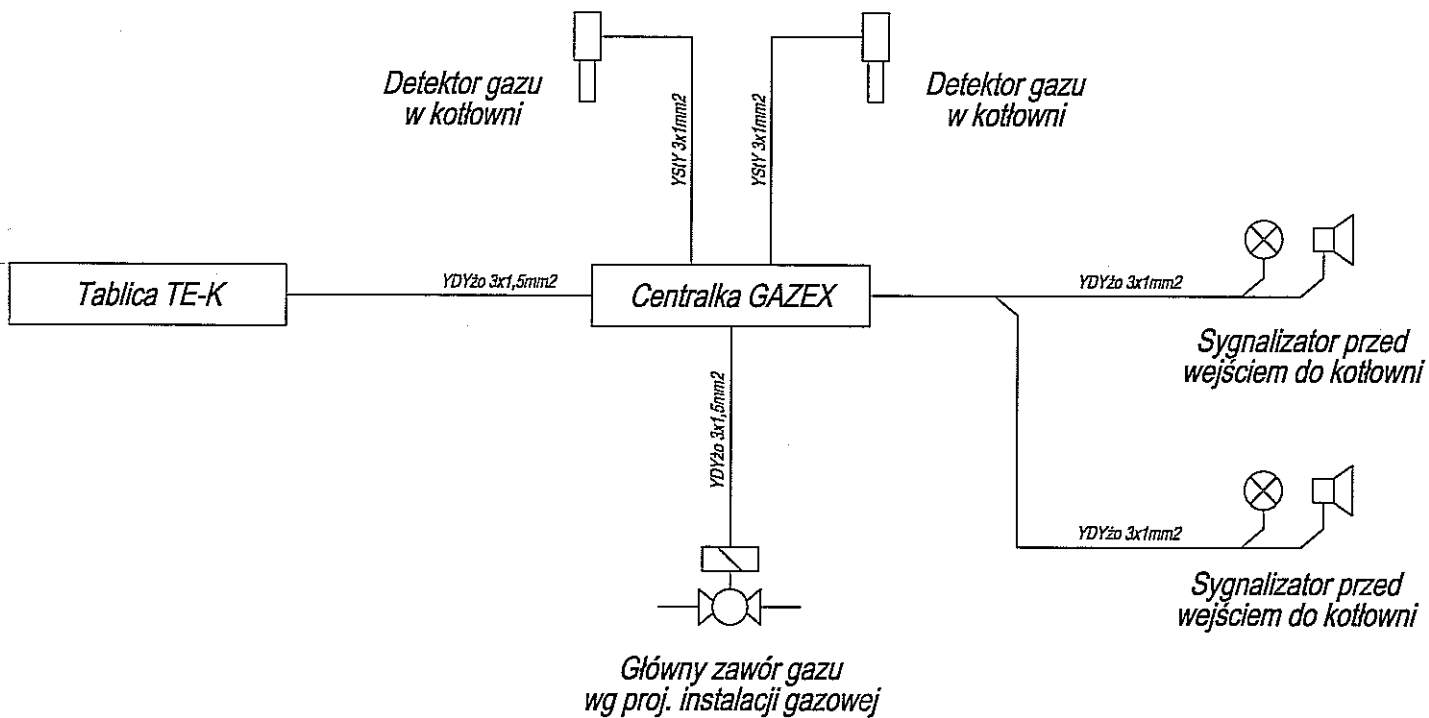 Detektor gazu
w kotłowni
Detektor gazu
w kotłowni
YStY 3x1mm2
YStY 3x1mm2
Tablica TE-K
YDYżo 3x1,5mm2
Centralka GAZEX
YDYżo 3x1mm2
Sygnalizator przed
wejściem do kotłowni
YDYżo 3x1,5mm2
YDYżo 3x1mm2
Sygnalizator przed
wejściem do kotłowni
Główny zawór gazu
wg proj. instalacji gazowej